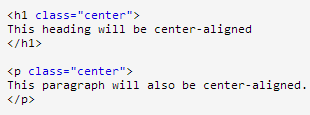 <h1 class="center">
This heading will be center-aligned
</h1>
<p class="center">
This paragraph will also be center-aligned.
</p>